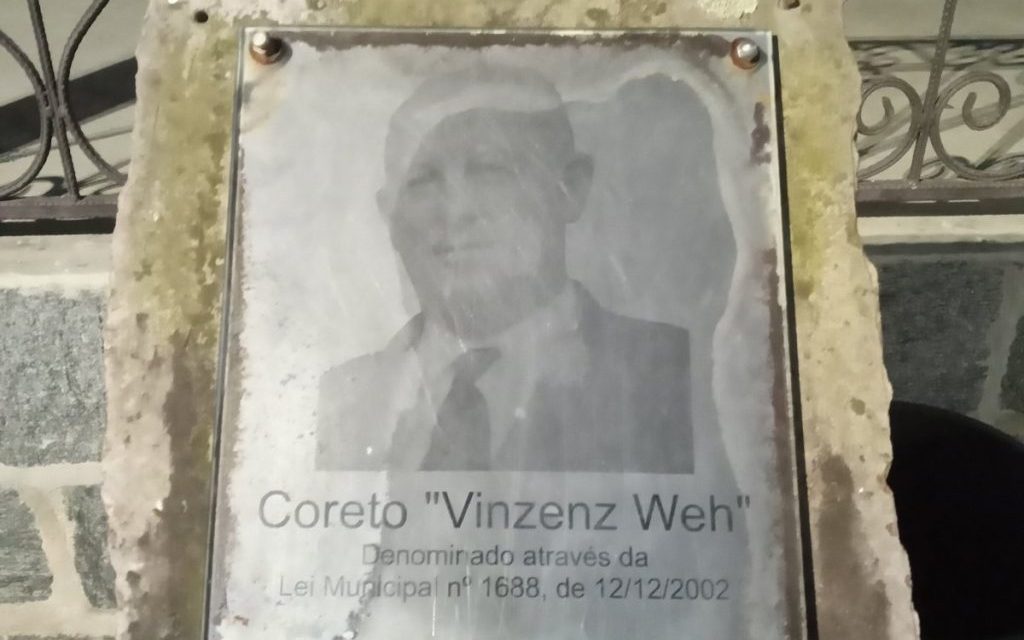 Coreto "Vinzenz Weh"
Denominado através da
Lei Municipal nº 1688, de 12/12/2002